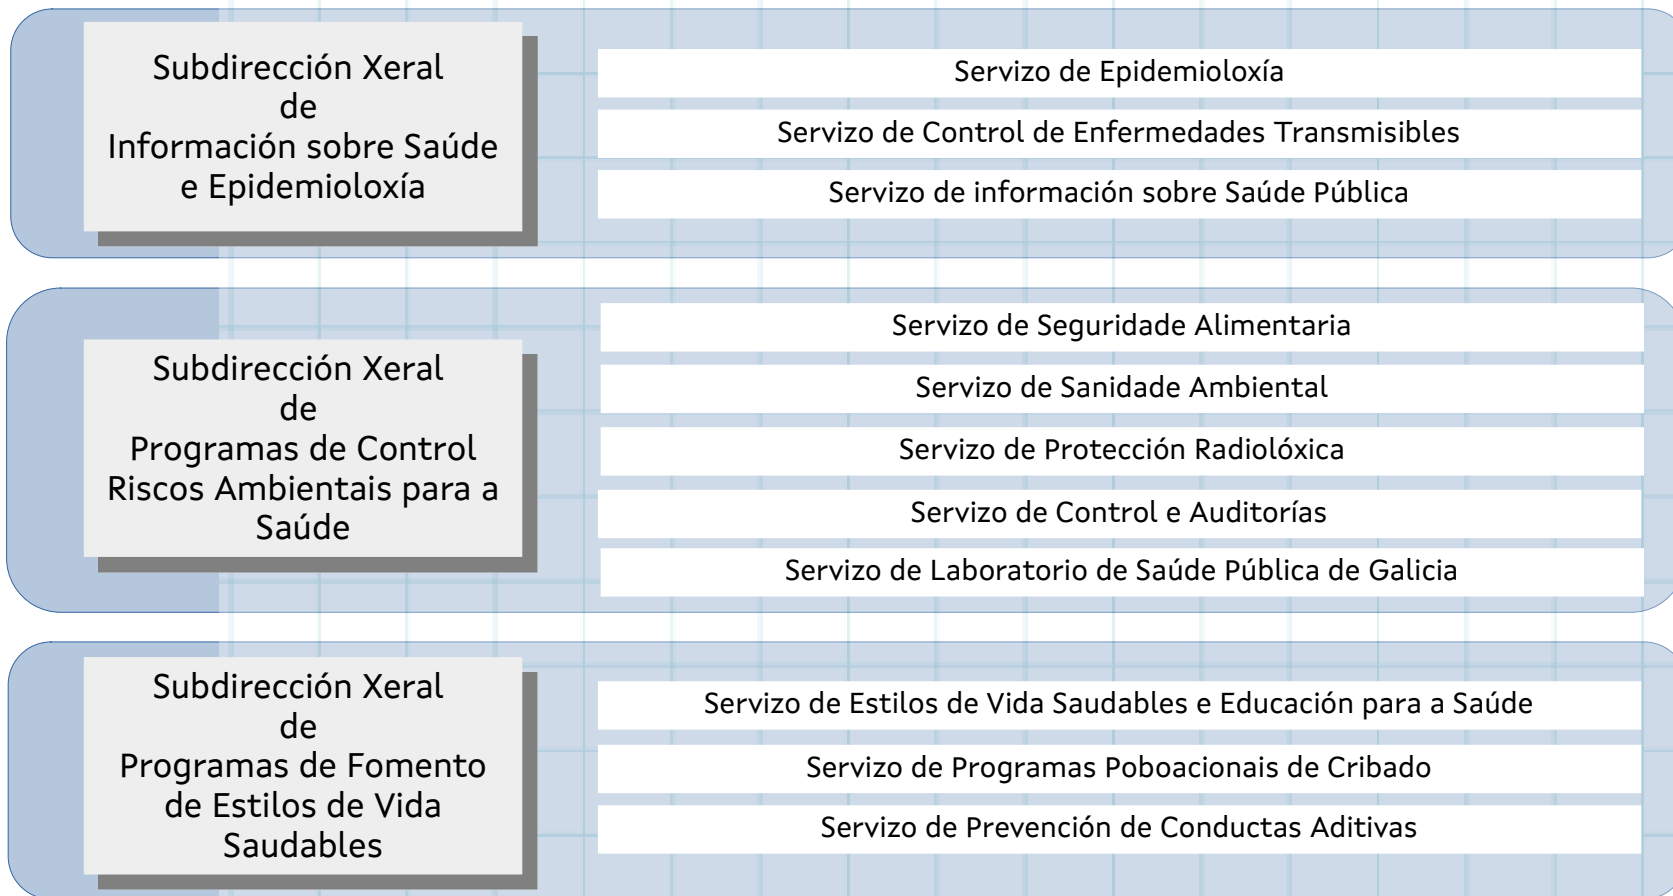 Subdirección Xeral
de
Información sobre Saúde
e Epidemioloxía
Servizo de Epidemioloxía
Servizo de Control de Enfermedades Transmisibles
Servizo de información sobre Saúde Pública
Subdirección Xeral
de
Programas de Control
Riscos Ambientais para a
Saúde
Servizo de Seguridade Alimentaria
Servizo de Sanidade Ambiental
Servizo de Protección Radiolóxica
Servizo de Control e Auditorías
Servizo de Laboratorio de Saúde Pública de Galicia
Subdirección Xeral
de
Programas de Fomento
de Estilos de Vida
Saudables
Servizo de Estilos de Vida Saudables e Educación para a Saúde
Servizo de Programas Poboacionais de Cribado
Servizo de Prevención de Conductas Aditivas